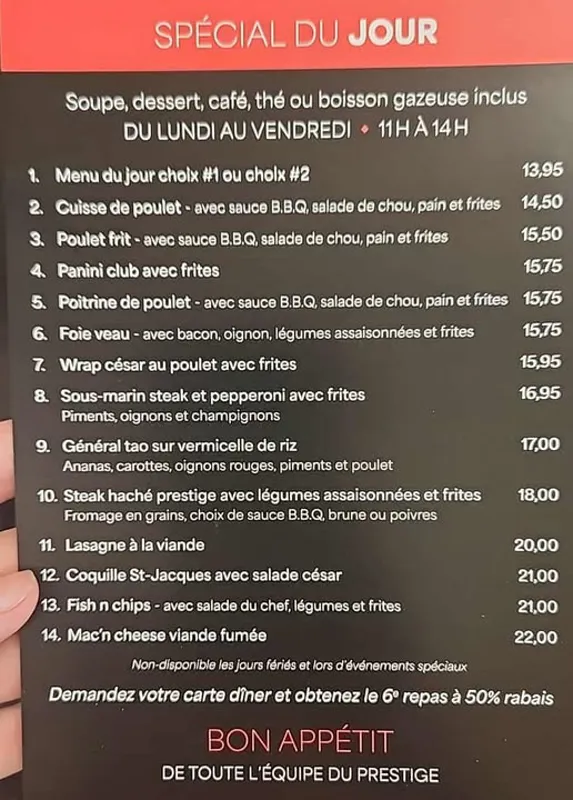 SPÉCIAL DU JOUR
Soupe, dessert, café, thé ou boisson gazeuse inclus
DU LUNDI AU VENDREDI • 11H À 14H
1. Menu du jour choix #1 ou choix #2 13,95
2. Cuisse de poulet - avec sauce B.B.Q, salade de chou, pain et frites 14,50
3. Poulet frit - avec sauce B.B.Q, salade de chou, pain et frites 15,50
4. Panini club avec frites 15,75
5. Poitrine de poulet - avec sauce B.B.Q, salade de chou, pain et frites 15,75
6. Foie veau - avec bacon, oignon, légumes assaisonnées et frites 15,75
7. Wrap césar au poulet avec frites 15,95
8. Sous-marin steak et pepperoni avec frites 16,95
Piments, oignons et champignons
9. Général tao sur vermicelle de riz 17,00
Ananas, carottes, oignons rouges, piments et poulet
10. Steak haché prestige avec légumes assaisonnées et frites 18,00
Fromage en grains, choix de sauce B.B.Q, brune ou poivres
11. Lasagne à la viande 20,00
12. Coquille St-Jacques avec salade césar 21,00
13. Fish n chips - avec salade du chef, légumes et frites 21,00
14. Mac'n cheese viande fumée 22,00
Non-disponible les jours fériés et lors d'événements spéciaux
Demandez votre carte dîner et obtenez le 6e repas à 50% rabais
BON APPÉTIT
DE TOUTE L'ÉQUIPE DU PRESTIGE